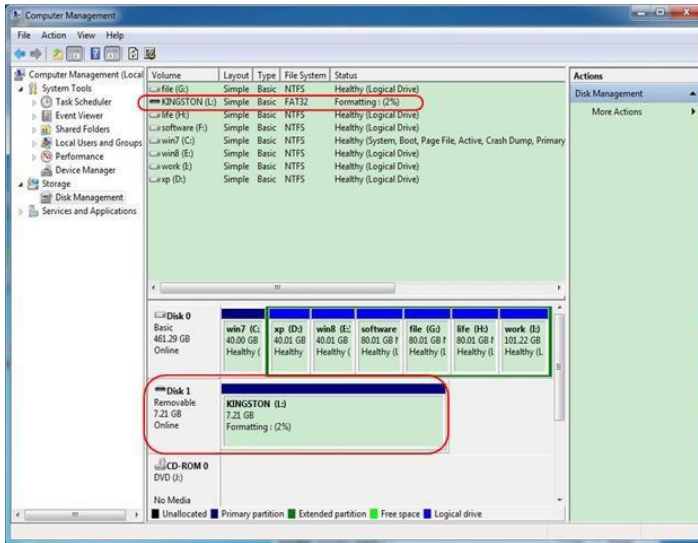 Computer Management
File Action View Help
Computer Management (Local
System Tools
Task Scheduler
Event Viewer
Shared Folders
Local Users and Groups
Performance
Device Manager
Storage
Disk Management
Services and Applications
Volume Layout Type File System Status
file (G:) Simple Basic NTFS Healthy (Logical Drive)
KINGSTON (L:) Simple Basic FAT32 Formatting : (2%)
life (H:) Simple Basic NTFS Healthy (Logical Drive)
software (F:) Simple Basic NTFS Healthy (Logical Drive)
win7 (C:) Simple Basic NTFS Healthy (System, Boot, Page File, Active, Crash Dump, Primary
win8 (E:) Simple Basic NTFS Healthy (Logical Drive)
work (I:) Simple Basic NTFS Healthy (Logical Drive)
xp (D:) Simple Basic NTFS Healthy (Logical Drive)
Actions
Disk Management
More Actions
Disk 0
Basic
461.29 GB
Online
win7 (C:
40.00 GB
Healthy (
xp (D:)
40.01 GB
Healthy
win8 (E:
40.01 GB
Healthy (
software
80.01 GB
Healthy (L
file (G:)
80.01 GB
Healthy (L
life (H:)
80.01 GB
Healthy (L
work (I:)
101.22 GB
Healthy (L
Disk 1
Removable
7.21 GB
Online
KINGSTON (L:)
7.21 GB
Formatting : (2%)
CD-ROM 0
DVD (J:)
No Media
Unallocated Primary partition Extended partition Free space Logical drive